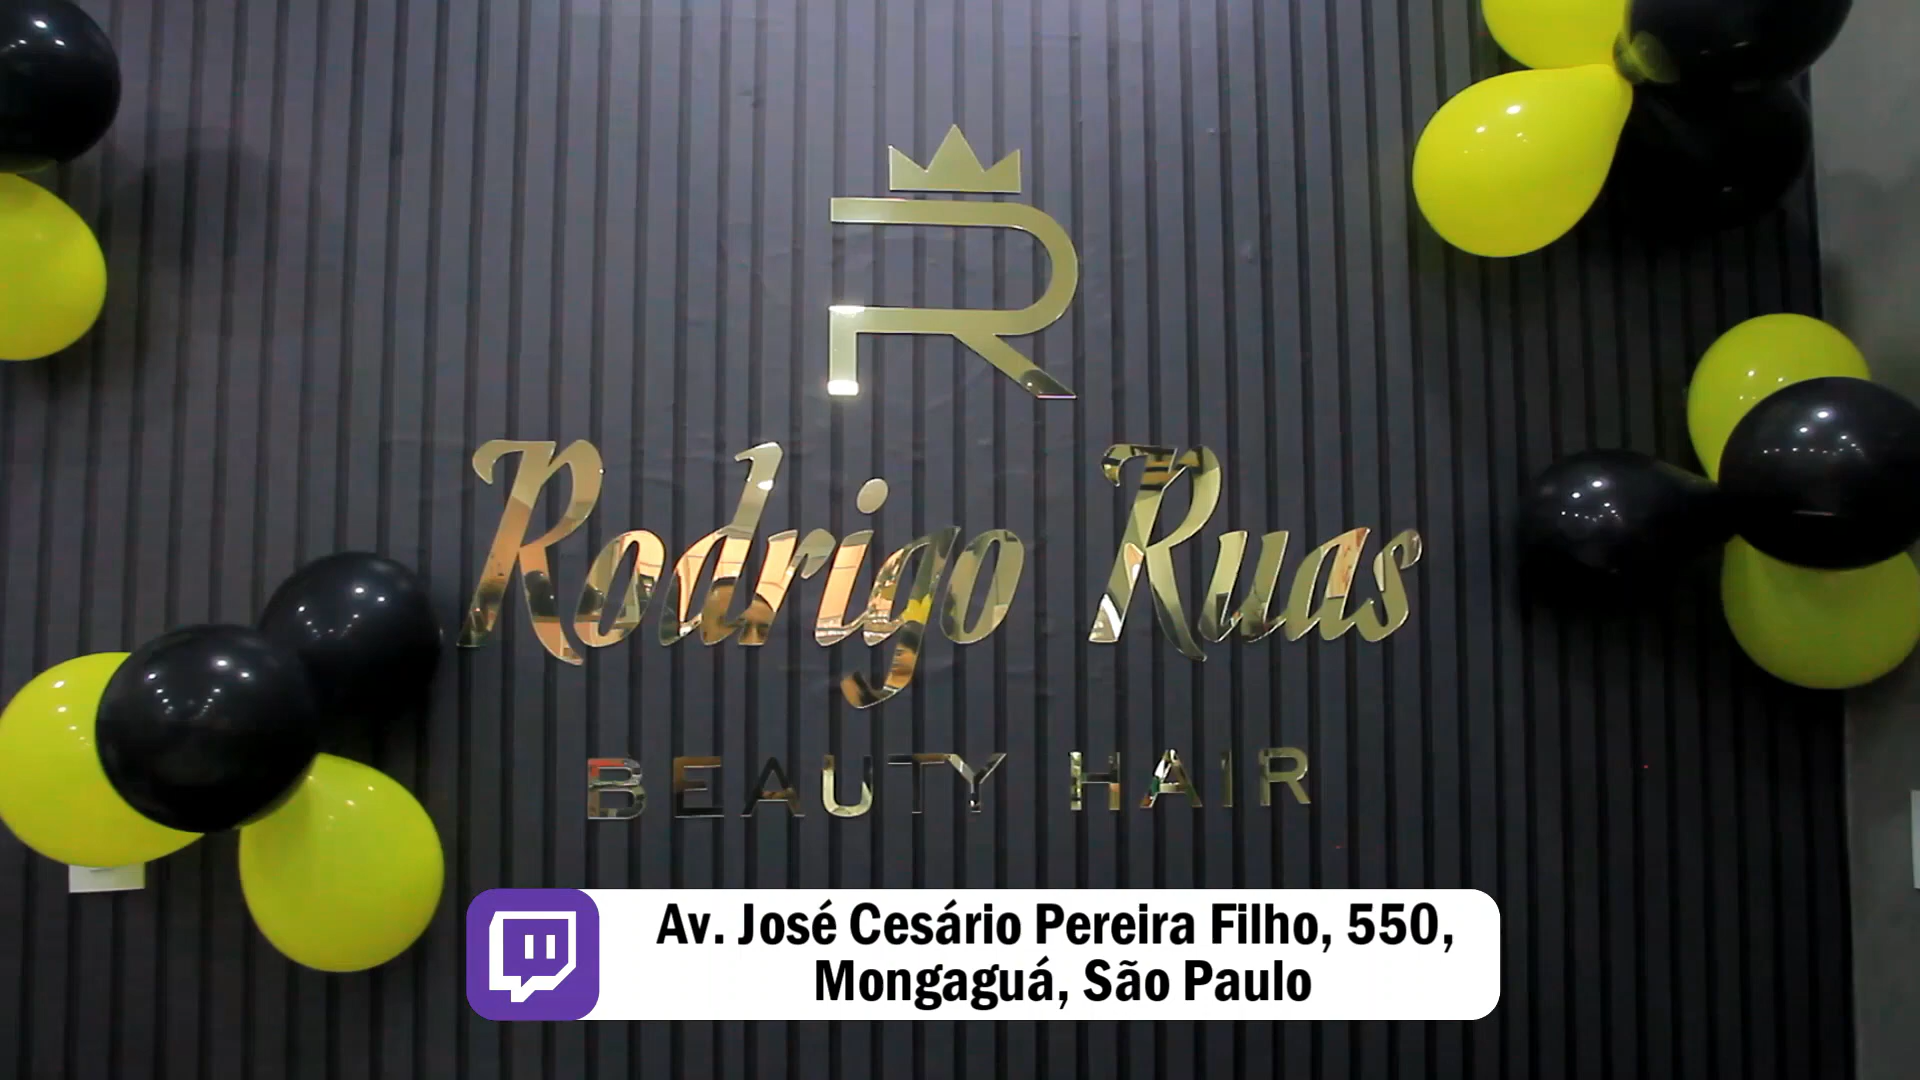 R
Rodrigo Ruas
BEAUTY HAIR
Av. José Cesário Pereira Filho, 550,
Mongaguá, São Paulo